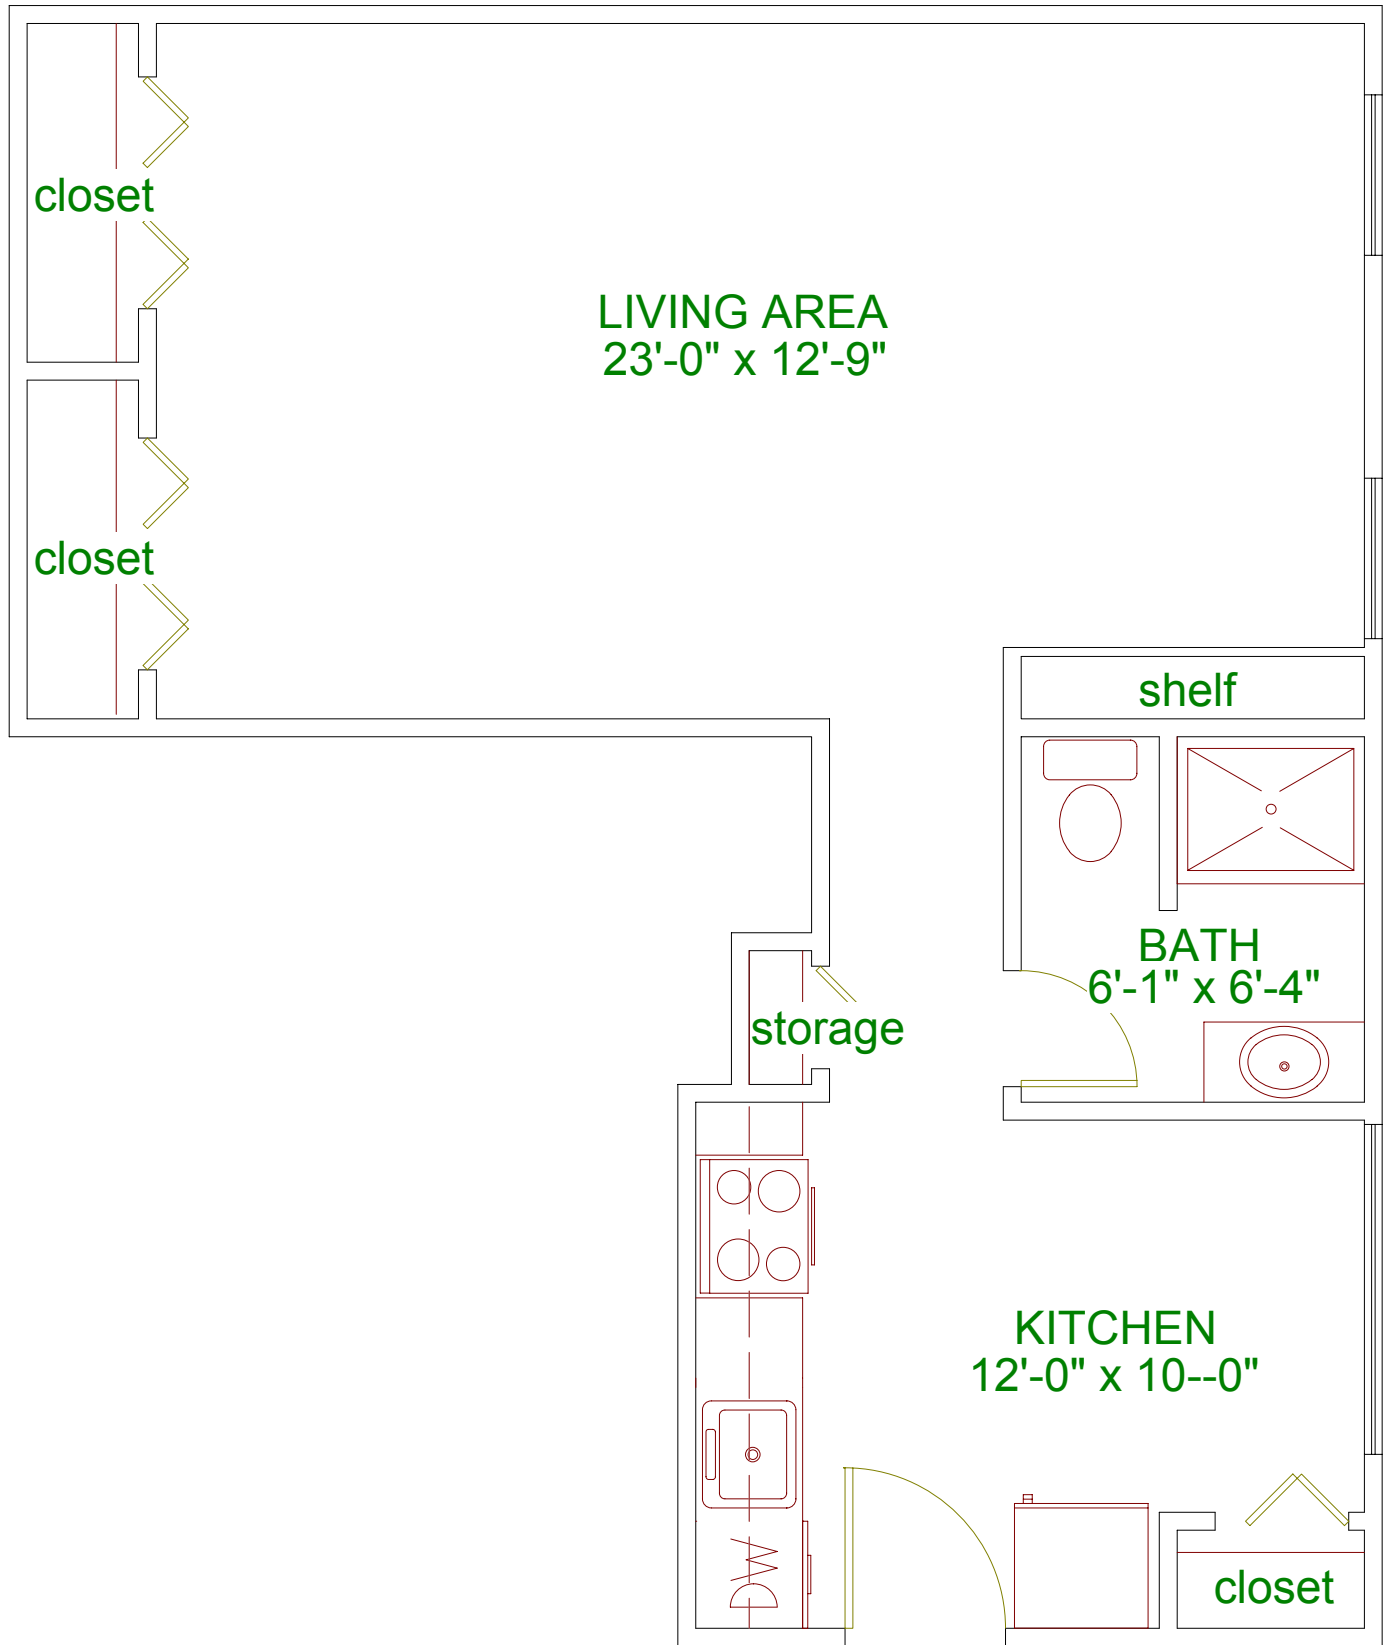 closet
LIVING AREA
23'-0" x 12'-9"
closet
shelf
BATH
6'-1" x 6'-4"
storage
KITCHEN
12'-0" x 10--0"
DW
closet